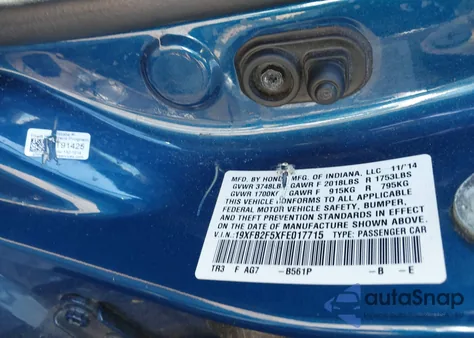 191425
MFD. BY HONDA MFG. OF INDIANA, LLC 11/'14
GVWR 3748LBS GAWR F 2018LBS R 1753LBS
GVWR 1700KG GAWR F 915KG R 795KG
THIS VEHICLE CONFORMS TO ALL APPLICABLE
FEDERAL MOTOR VEHICLE SAFETY, BUMPER,
AND THEFT PREVENTION STANDARDS IN EFFECT
ON THE DATE OF MANUFACTURE SHOWN ABOVE.
V.I.N.:19XFB2F5XFE017715 TYPE: PASSENGER CAR
TR3 F AG7 -B561P -B -E
autoSnap